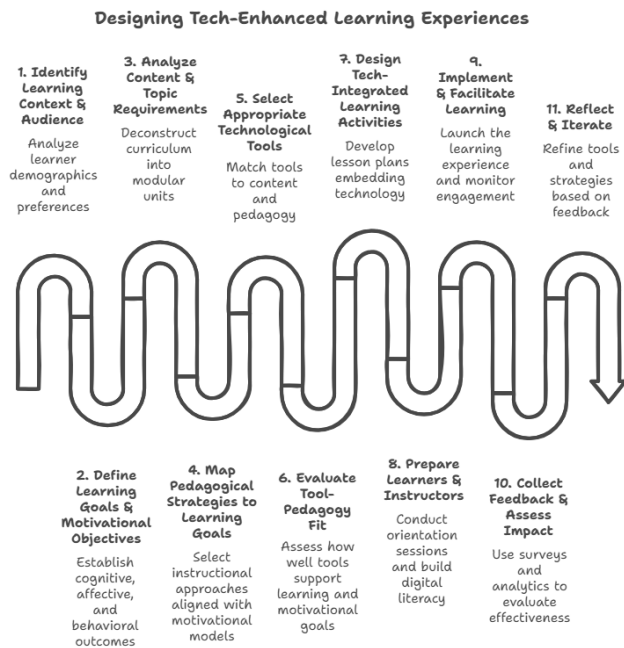 Designing Tech-Enhanced Learning Experiences
1. Identify
Learning
Context &
Audience
Analyze
learner
demographics
and
preferences
2. Define
Learning
Goals &
Motivational
Objectives
Establish
cognitive,
affective,
and
behavioral
outcomes
3. Analyze
Content &
Topic
Requirements
Deconstruct
curriculum
into
modular
units
4. Map
Pedagogical
Strategies to
Learning
Goals
Select
instructional
approaches
aligned with
motivational
models
5. Select
Appropriate
Technological
Tools
Match tools
to content
and
pedagogy
6. Evaluate
Tool-
Pedagogy
Fit
Assess how
well tools
support
learning and
motivational
goals
7. Design
Tech-
Integrated
Learning
Activities
Develop
lesson plans
embedding
technology
8. Prepare
Learners &
Instructors
Conduct
orientation
sessions
and build
digital
literacy
9.
Implement
& Facilitate
Learning
Launch the
learning
experience
and monitor
engagement
10. Collect
Feedback &
Assess
Impact
Use surveys
and
analytics to
evaluate
effectiveness
11. Reflect
& Iterate
Refine tools
and
strategies
based on
feedback